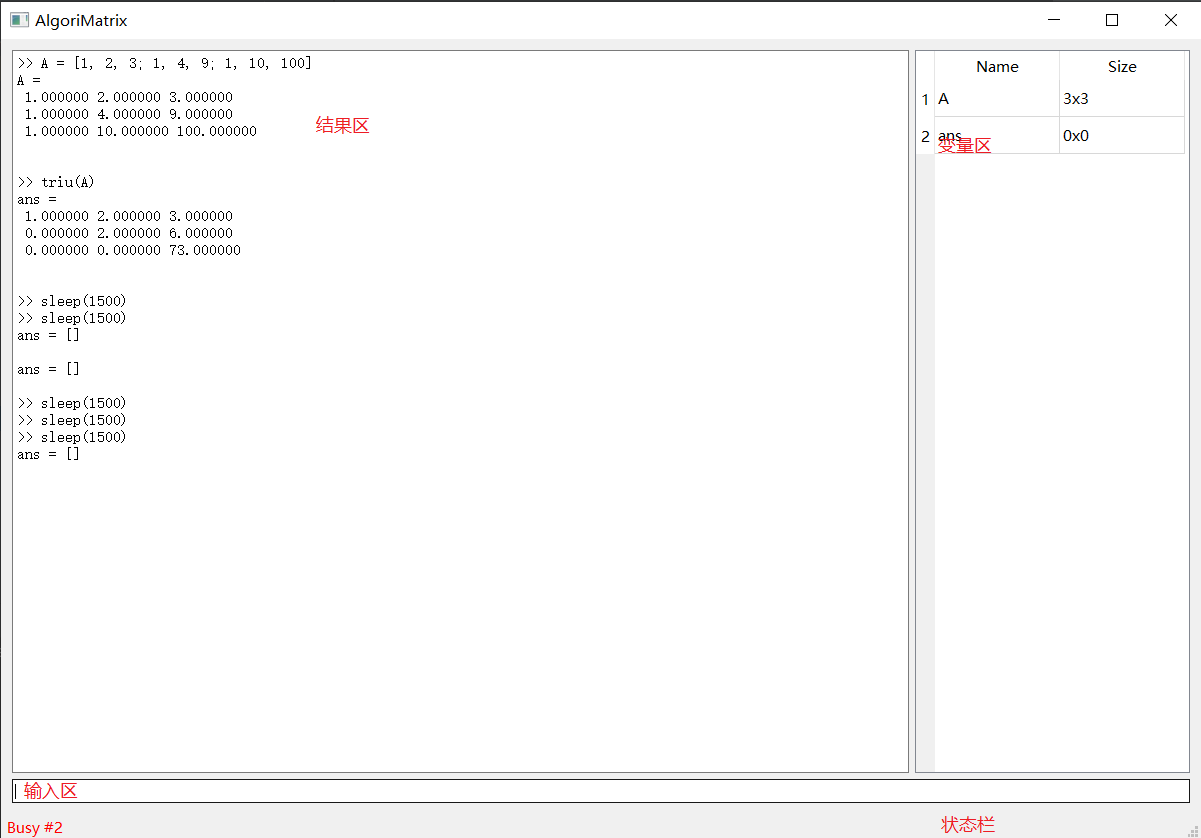 AlgoriMatrix
>> A = [1, 2, 3; 1, 4, 9; 1, 10, 100]
A =
1.000000 2.000000 3.000000
1.000000 4.000000 9.000000
1.000000 10.000000 100.000000
结果区
>> triu(A)
ans =
1.000000 2.000000 3.000000
0.000000 2.000000 6.000000
0.000000 0.000000 73.000000
>> sleep(1500)
>> sleep(1500)
ans = []
ans = []
>> sleep(1500)
>> sleep(1500)
>> sleep(1500)
ans = []
Name Size
1 A 3x3
2 ans 0x0
变量区
输入区
Busy #2
状态栏